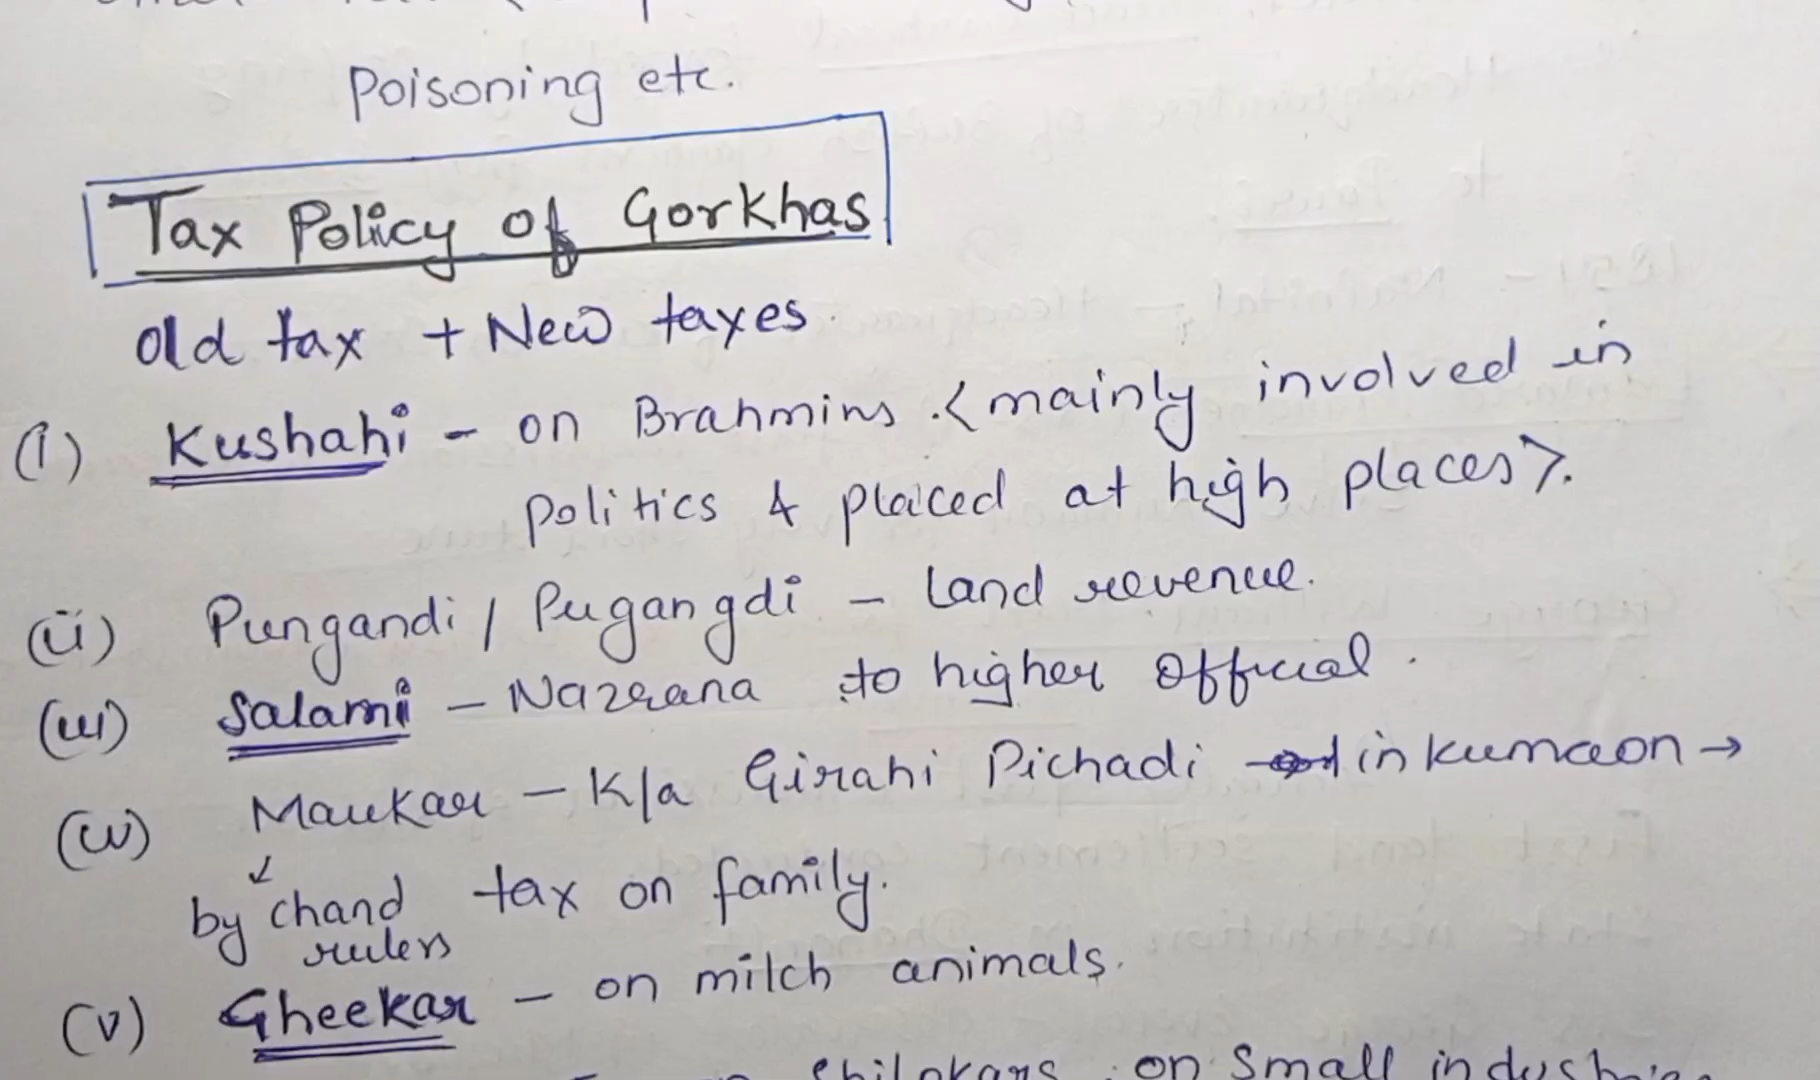 Poisoning etc.
Tax Policy of Gorkhas
old tax + New taxes.
(i) Kushahi - on Brahmins. <mainly involved in
politics & placed at high places>.
(ii) Pungandi / Pugangdi - Land revenue.
(iii) Salami - Nazrana to higher official.
(iv) Maukar - K/a Girahi Pichadi in kumaon →
↓ by chand rulers tax on family.
(v) Gheekar - on milch animals.
on small